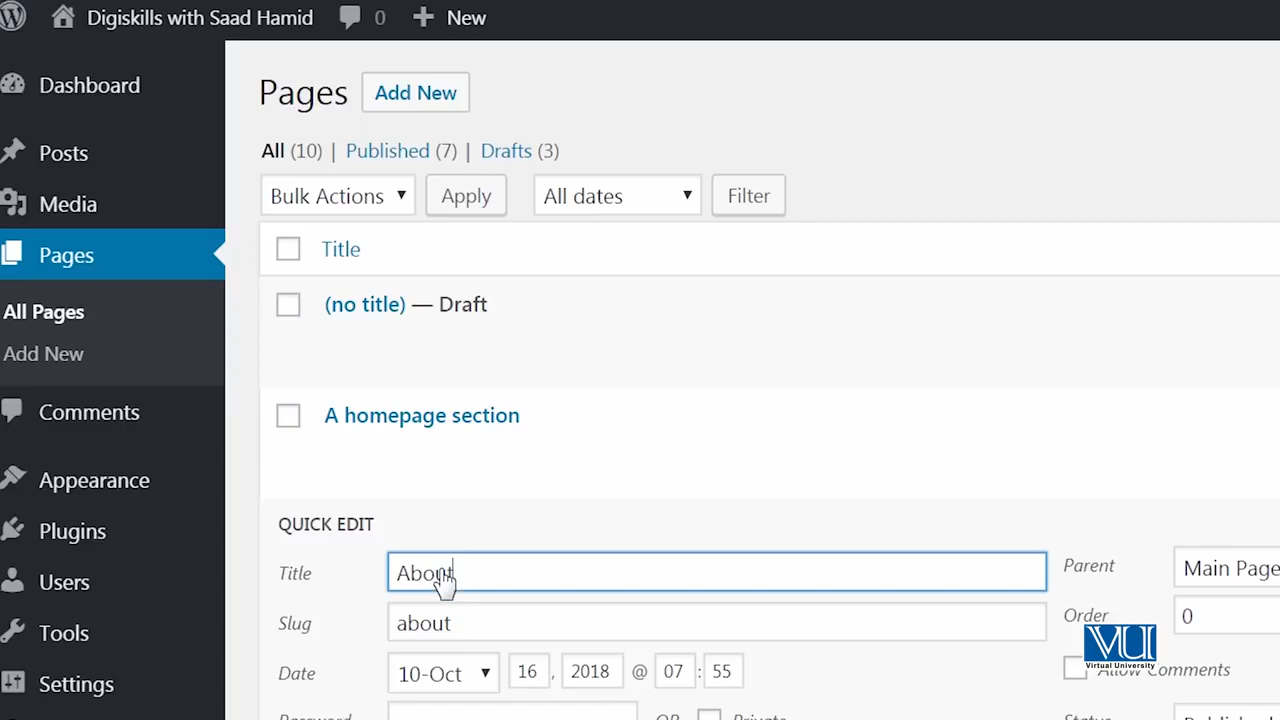 Digiskills with Saad Hamid 0 New
Dashboard
Posts
Media
Pages
All Pages
Add New
Comments
Appearance
Plugins
Users
Tools
Settings
Pages Add New
All (10) | Published (7) | Drafts (3)
Bulk Actions Apply All dates Filter
Title
(no title) — Draft
A homepage section
QUICK EDIT
Title About
Slug about
Date 10-Oct 16, 2018 @ 07 : 55
Password OR Private
Parent Main Page
Order 0
Allow Comments
Status
VU
Virtual University